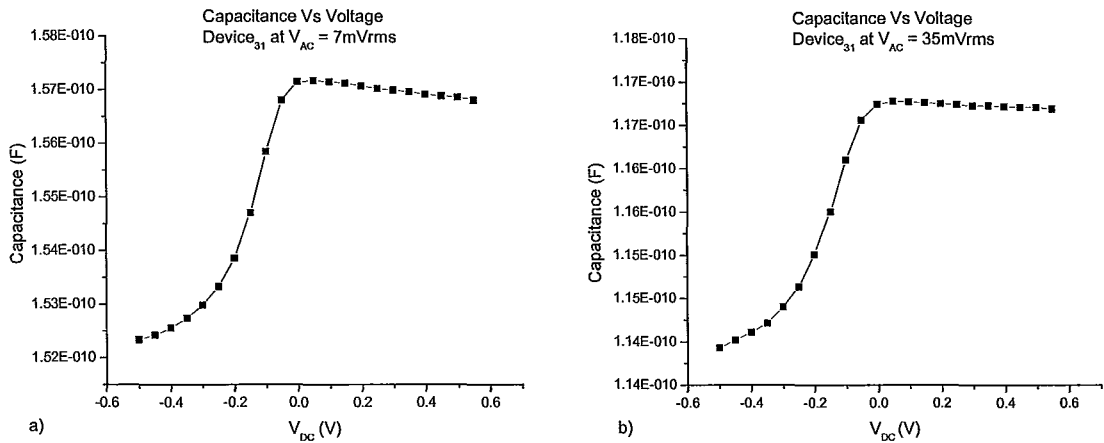 Capacitance Vs Voltage
Device31 at VAC = 7mVrms
1.58E-010
1.57E-010
1.56E-010
1.55E-010
1.54E-010
1.53E-010
1.52E-010
Capacitance (F)
-0.6
-0.4
-0.2
0.0
0.2
0.4
0.6
VDC (V)
a)
Capacitance Vs Voltage
Device31 at VAC = 35mVrms
1.18E-010
1.17E-010
1.17E-010
1.16E-010
1.16E-010
1.15E-010
1.15E-010
1.14E-010
1.14E-010
Capacitance (F)
-0.6
-0.4
-0.2
0.0
0.2
0.4
0.6
VDC (V)
b)